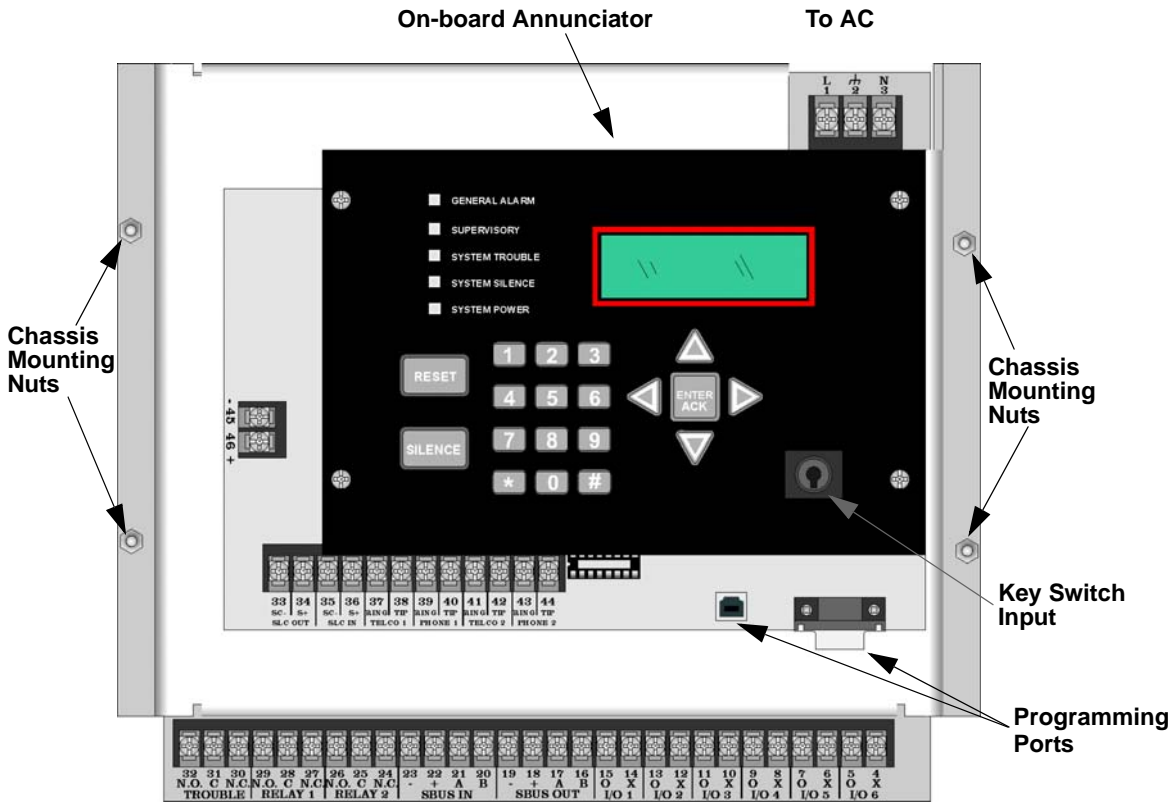 On-board Annunciator
To AC
L ⏚ N
1 2 3
GENERAL ALARM
SUPERVISORY
SYSTEM TROUBLE
SYSTEM SILENCE
SYSTEM POWER
Chassis
Mounting
Nuts
Chassis
Mounting
Nuts
RESET
SILENCE
1 2 3
4 5 6
7 8 9
* 0 #
ENTER
ACK
- 45 46 +
Key Switch
Input
33 34 35 36 37 38 39 40 41 42 43 44
SC- S+ SC- S+ RING TIP RING TIP RING TIP RING TIP
SLC OUT SLC IN TELCO 1 PHONE 1 TELCO 2 PHONE 2
Programming
Ports
32 31 30 29 28 27 26 25 24 23 22 21 20 19 18 17 16 15 14 13 12 11 10 9 8 7 6 5 4
N.O. C N.C. N.O. C N.C. N.O. C N.C. - + A B - + A B O X O X O X O X O X O X
TROUBLE RELAY 1 RELAY 2 SBUS IN SBUS OUT I/O 1 I/O 2 I/O 3 I/O 4 I/O 5 I/O 6